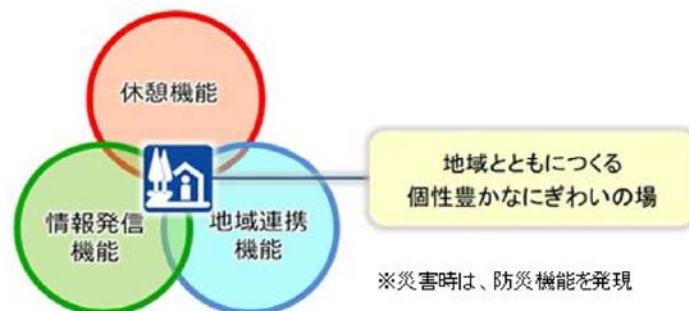 休憩機能
情報発信
機能
地域連携
機能
地域とともにつくる
個性豊かなにぎわいの場
※災害時は、防災機能を発現